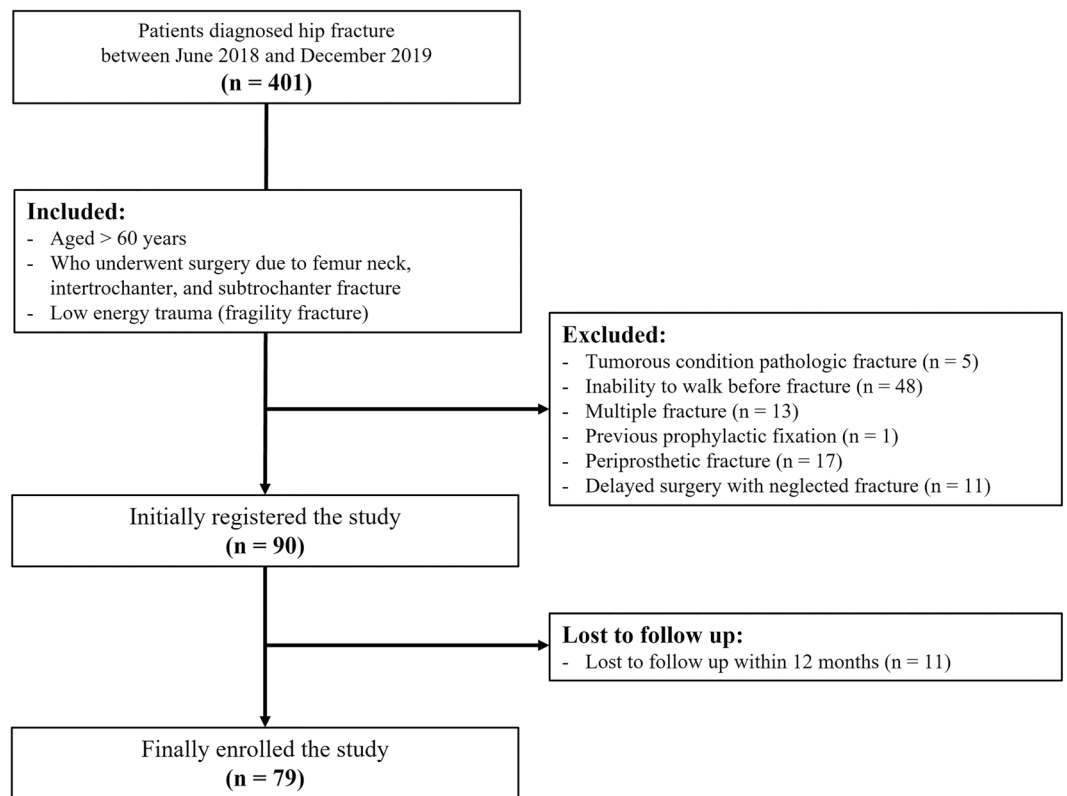 Patients diagnosed hip fracture
between June 2018 and December 2019
(n = 401)
Included:
- Aged > 60 years
- Who underwent surgery due to femur neck,
intertrochanter, and subtrochanter fracture
- Low energy trauma (fragility fracture)
Excluded:
- Tumorous condition pathologic fracture (n = 5)
- Inability to walk before fracture (n = 48)
- Multiple fracture (n = 13)
- Previous prophylactic fixation (n = 1)
- Periprosthetic fracture (n = 17)
- Delayed surgery with neglected fracture (n = 11)
Initially registered the study
(n = 90)
Lost to follow up:
- Lost to follow up within 12 months (n = 11)
Finally enrolled the study
(n = 79)